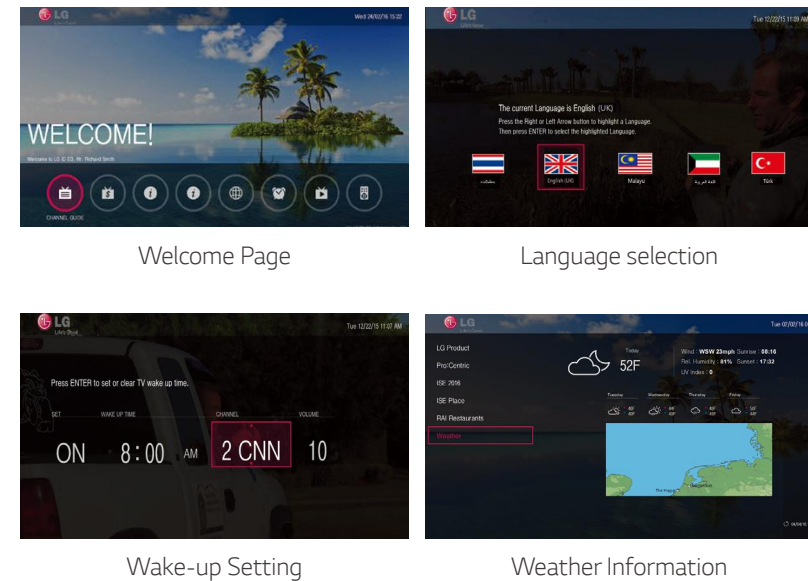 LG
Wed 24/02/16 15:22
WELCOME!
Welcome to LG
Mr. Richard Smith
CHANNEL GUIDE
Welcome Page
LG
Tue 12/22/15 11:09 AM
The current Language is English (UK)
Press the Right or Left Arrow button to highlight a Language.
Then press ENTER to select the highlighted Language.
English (UK)
Malayu
Türk
Language selection
LG
Tue 12/22/15 11:07 AM
Press ENTER to set or clear TV wake up time.
SET WAKE UP TIME CHANNEL VOLUME
ON 8:00 AM 2 CNN 10
Wake-up Setting
LG
LG Product
Pro:Centric
ISE 2016
ISE Place
RAI Restaurants
Weather
Today
52F
Wind : WSW 23mph Sunrise : 08:16
Rel. Humidity : 81% Sunset : 17:32
UV Index : 0
Tuesday Wednesday Thursday Friday
The Hague
Weather Information